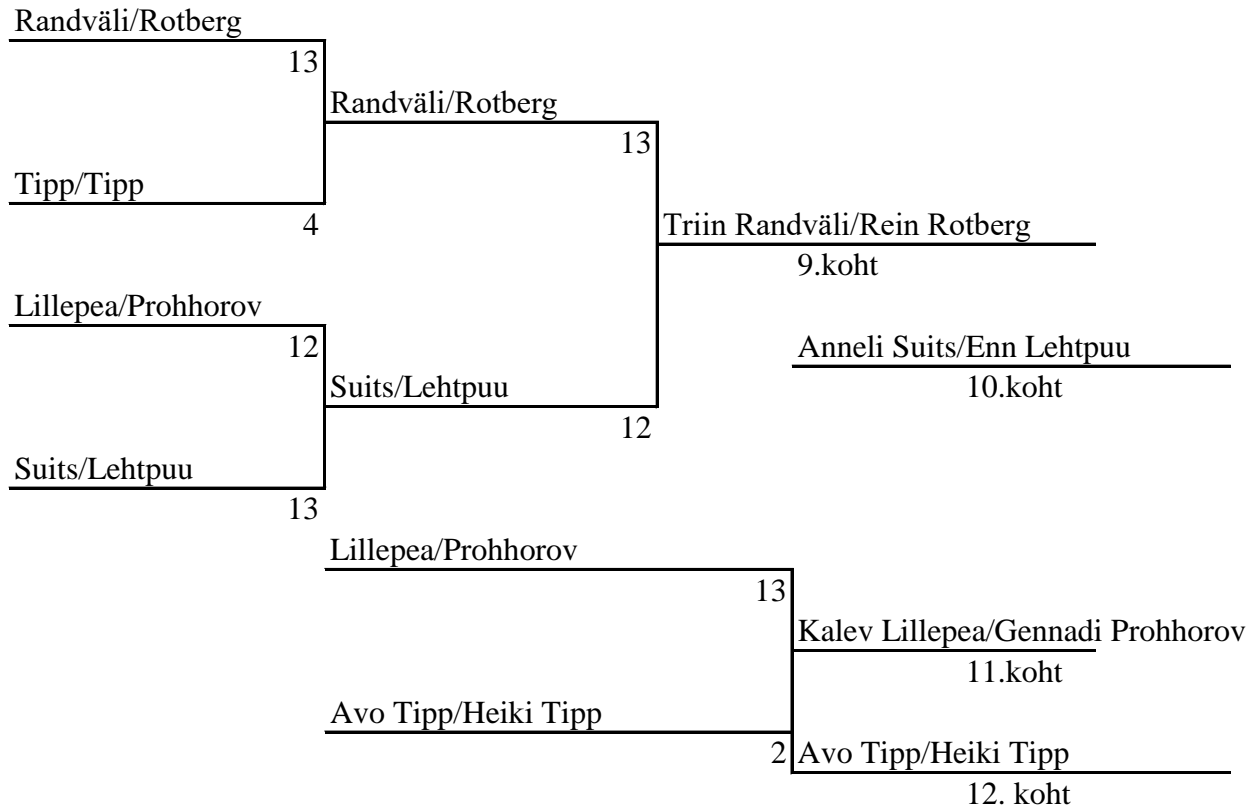 Randväli/Rotberg
13
Randväli/Rotberg
13
Tipp/Tipp
4
Triin Randväli/Rein Rotberg
9.koht
Lillepea/Prohhorov
12
Anneli Suits/Enn Lehtpuu
10.koht
Suits/Lehtpuu
12
Suits/Lehtpuu
13
Lillepea/Prohhorov
13
Kalev Lillepea/Gennadi Prohhorov
11.koht
Avo Tipp/Heiki Tipp
2
Avo Tipp/Heiki Tipp
12. koht